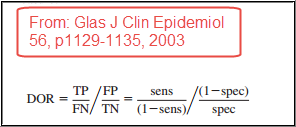 From: Glas J Clin Epidemiol
56, p1129-1135, 2003
DOR = TP/FN / FP/TN = sens/(1−sens) / (1−spec)/spec